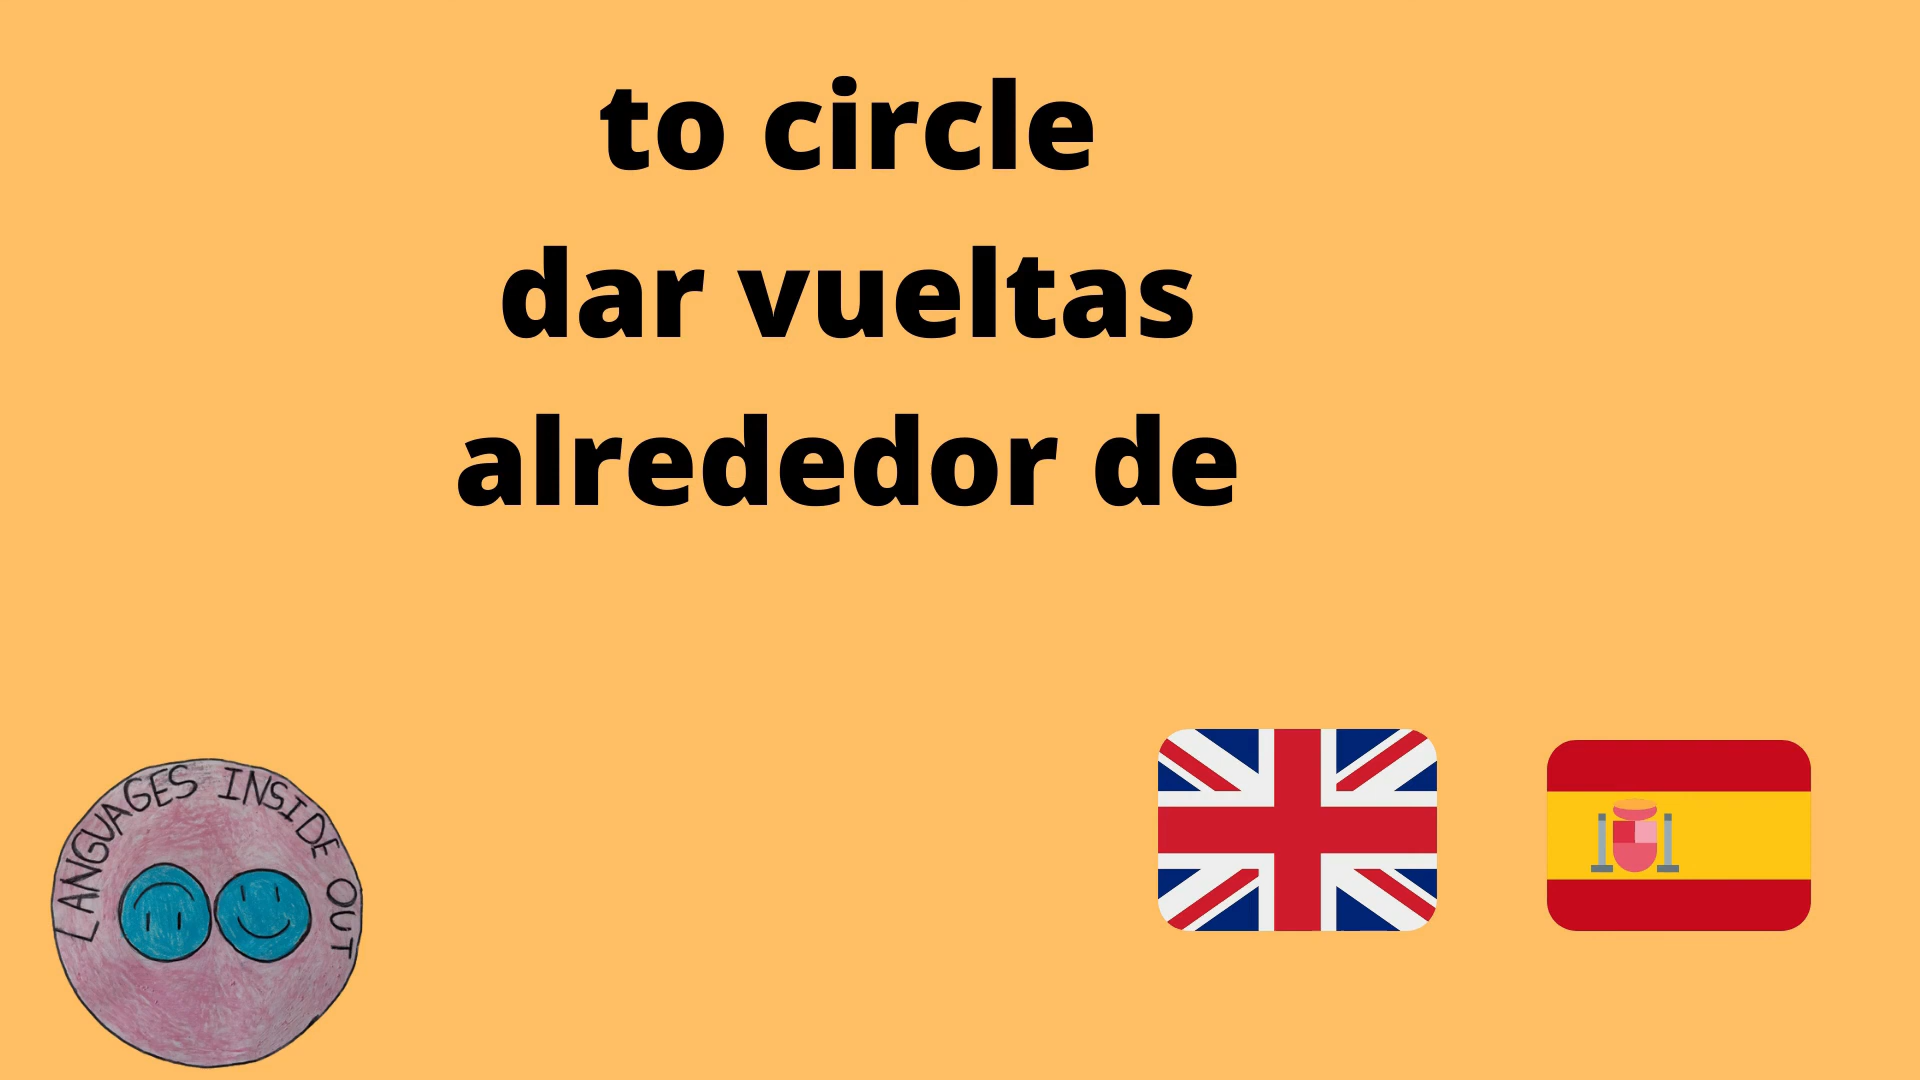 to circle
dar vueltas
alrededor de
LANGUAGES INSIDE OUT